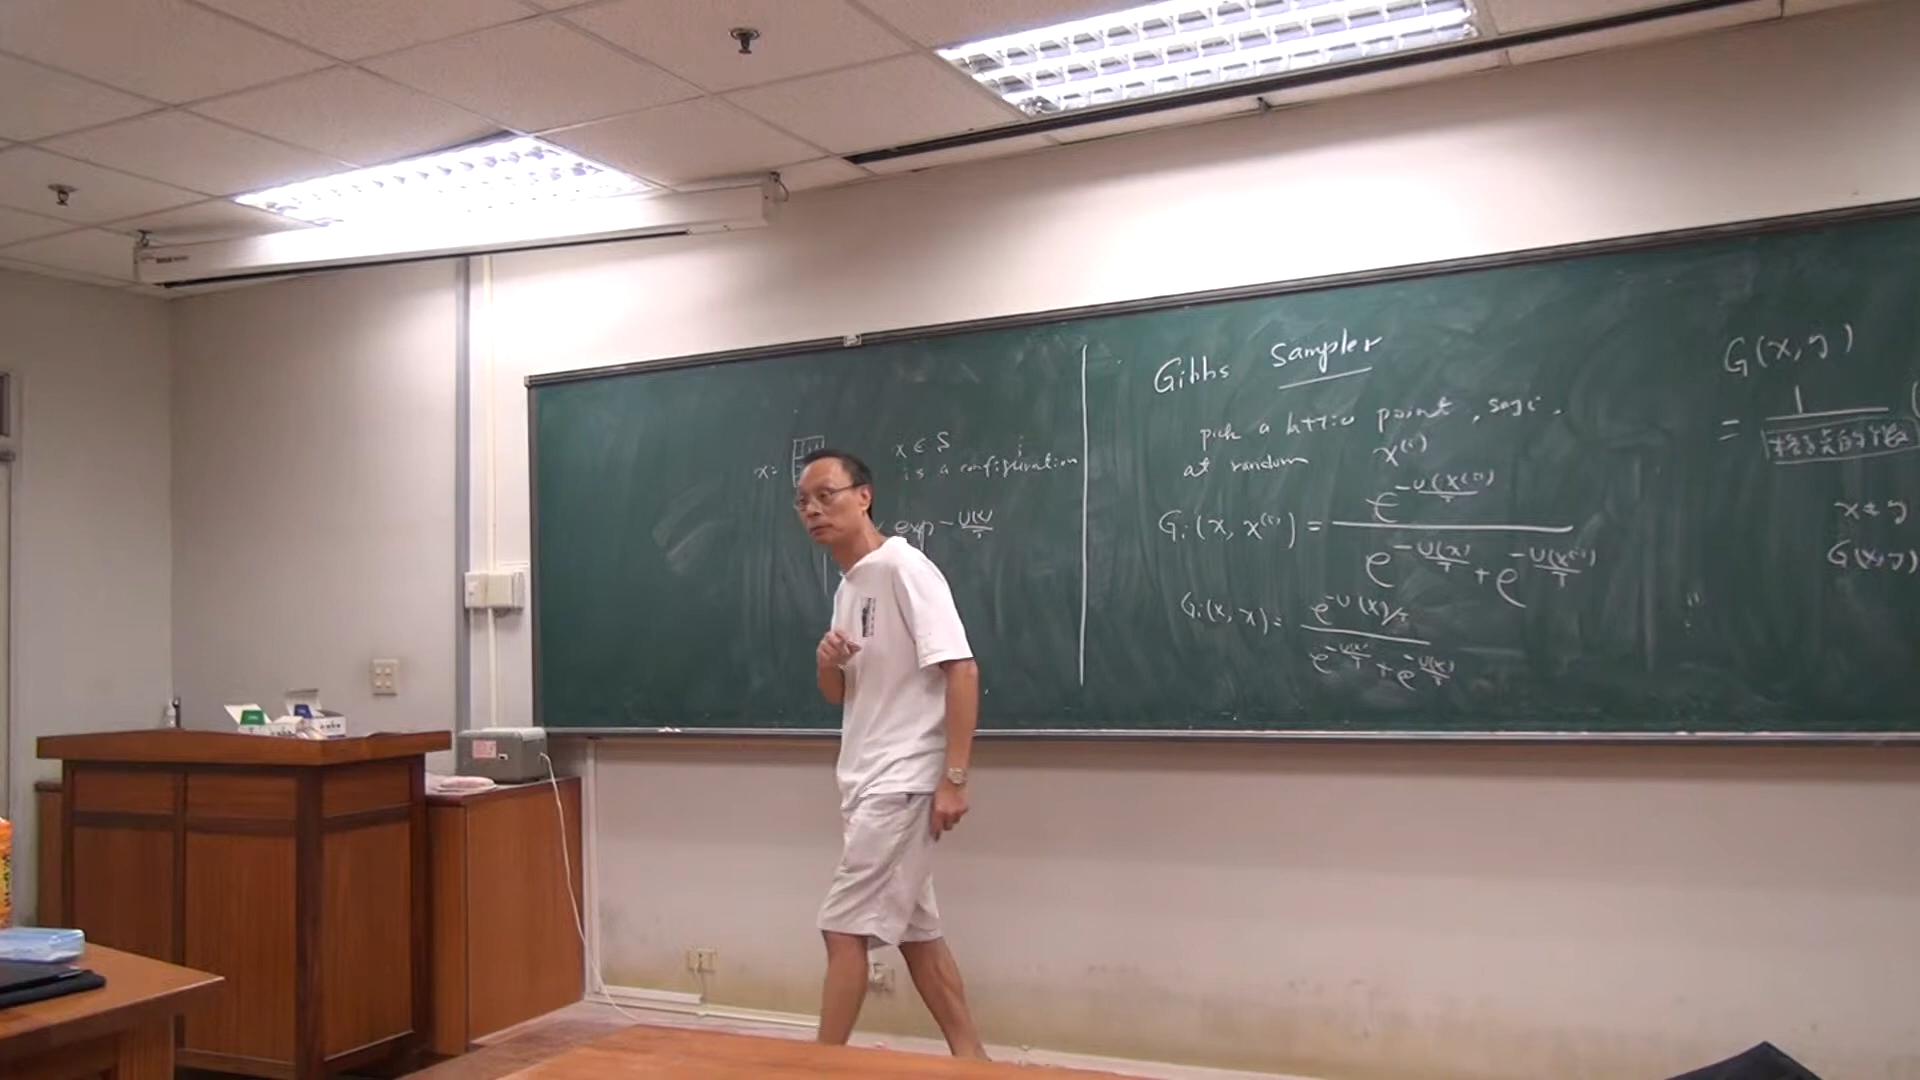 x =
x ∈ S
is a configuration
exp - U(x)/T
Gibbs Sampler
pick a lattice point, say i,
at random
x^(i)
G_i(x, x^(i)) = e^(-U(x^(i))/T) / (e^(-U(x)/T) + e^(-U(x^(i))/T))
G_i(x, x) = e^(-U(x)/T) / (e^(-U(x)/T) + e^(-U(x)/T))
G(x, y)
= 1
x ≠ y
G(x, y)